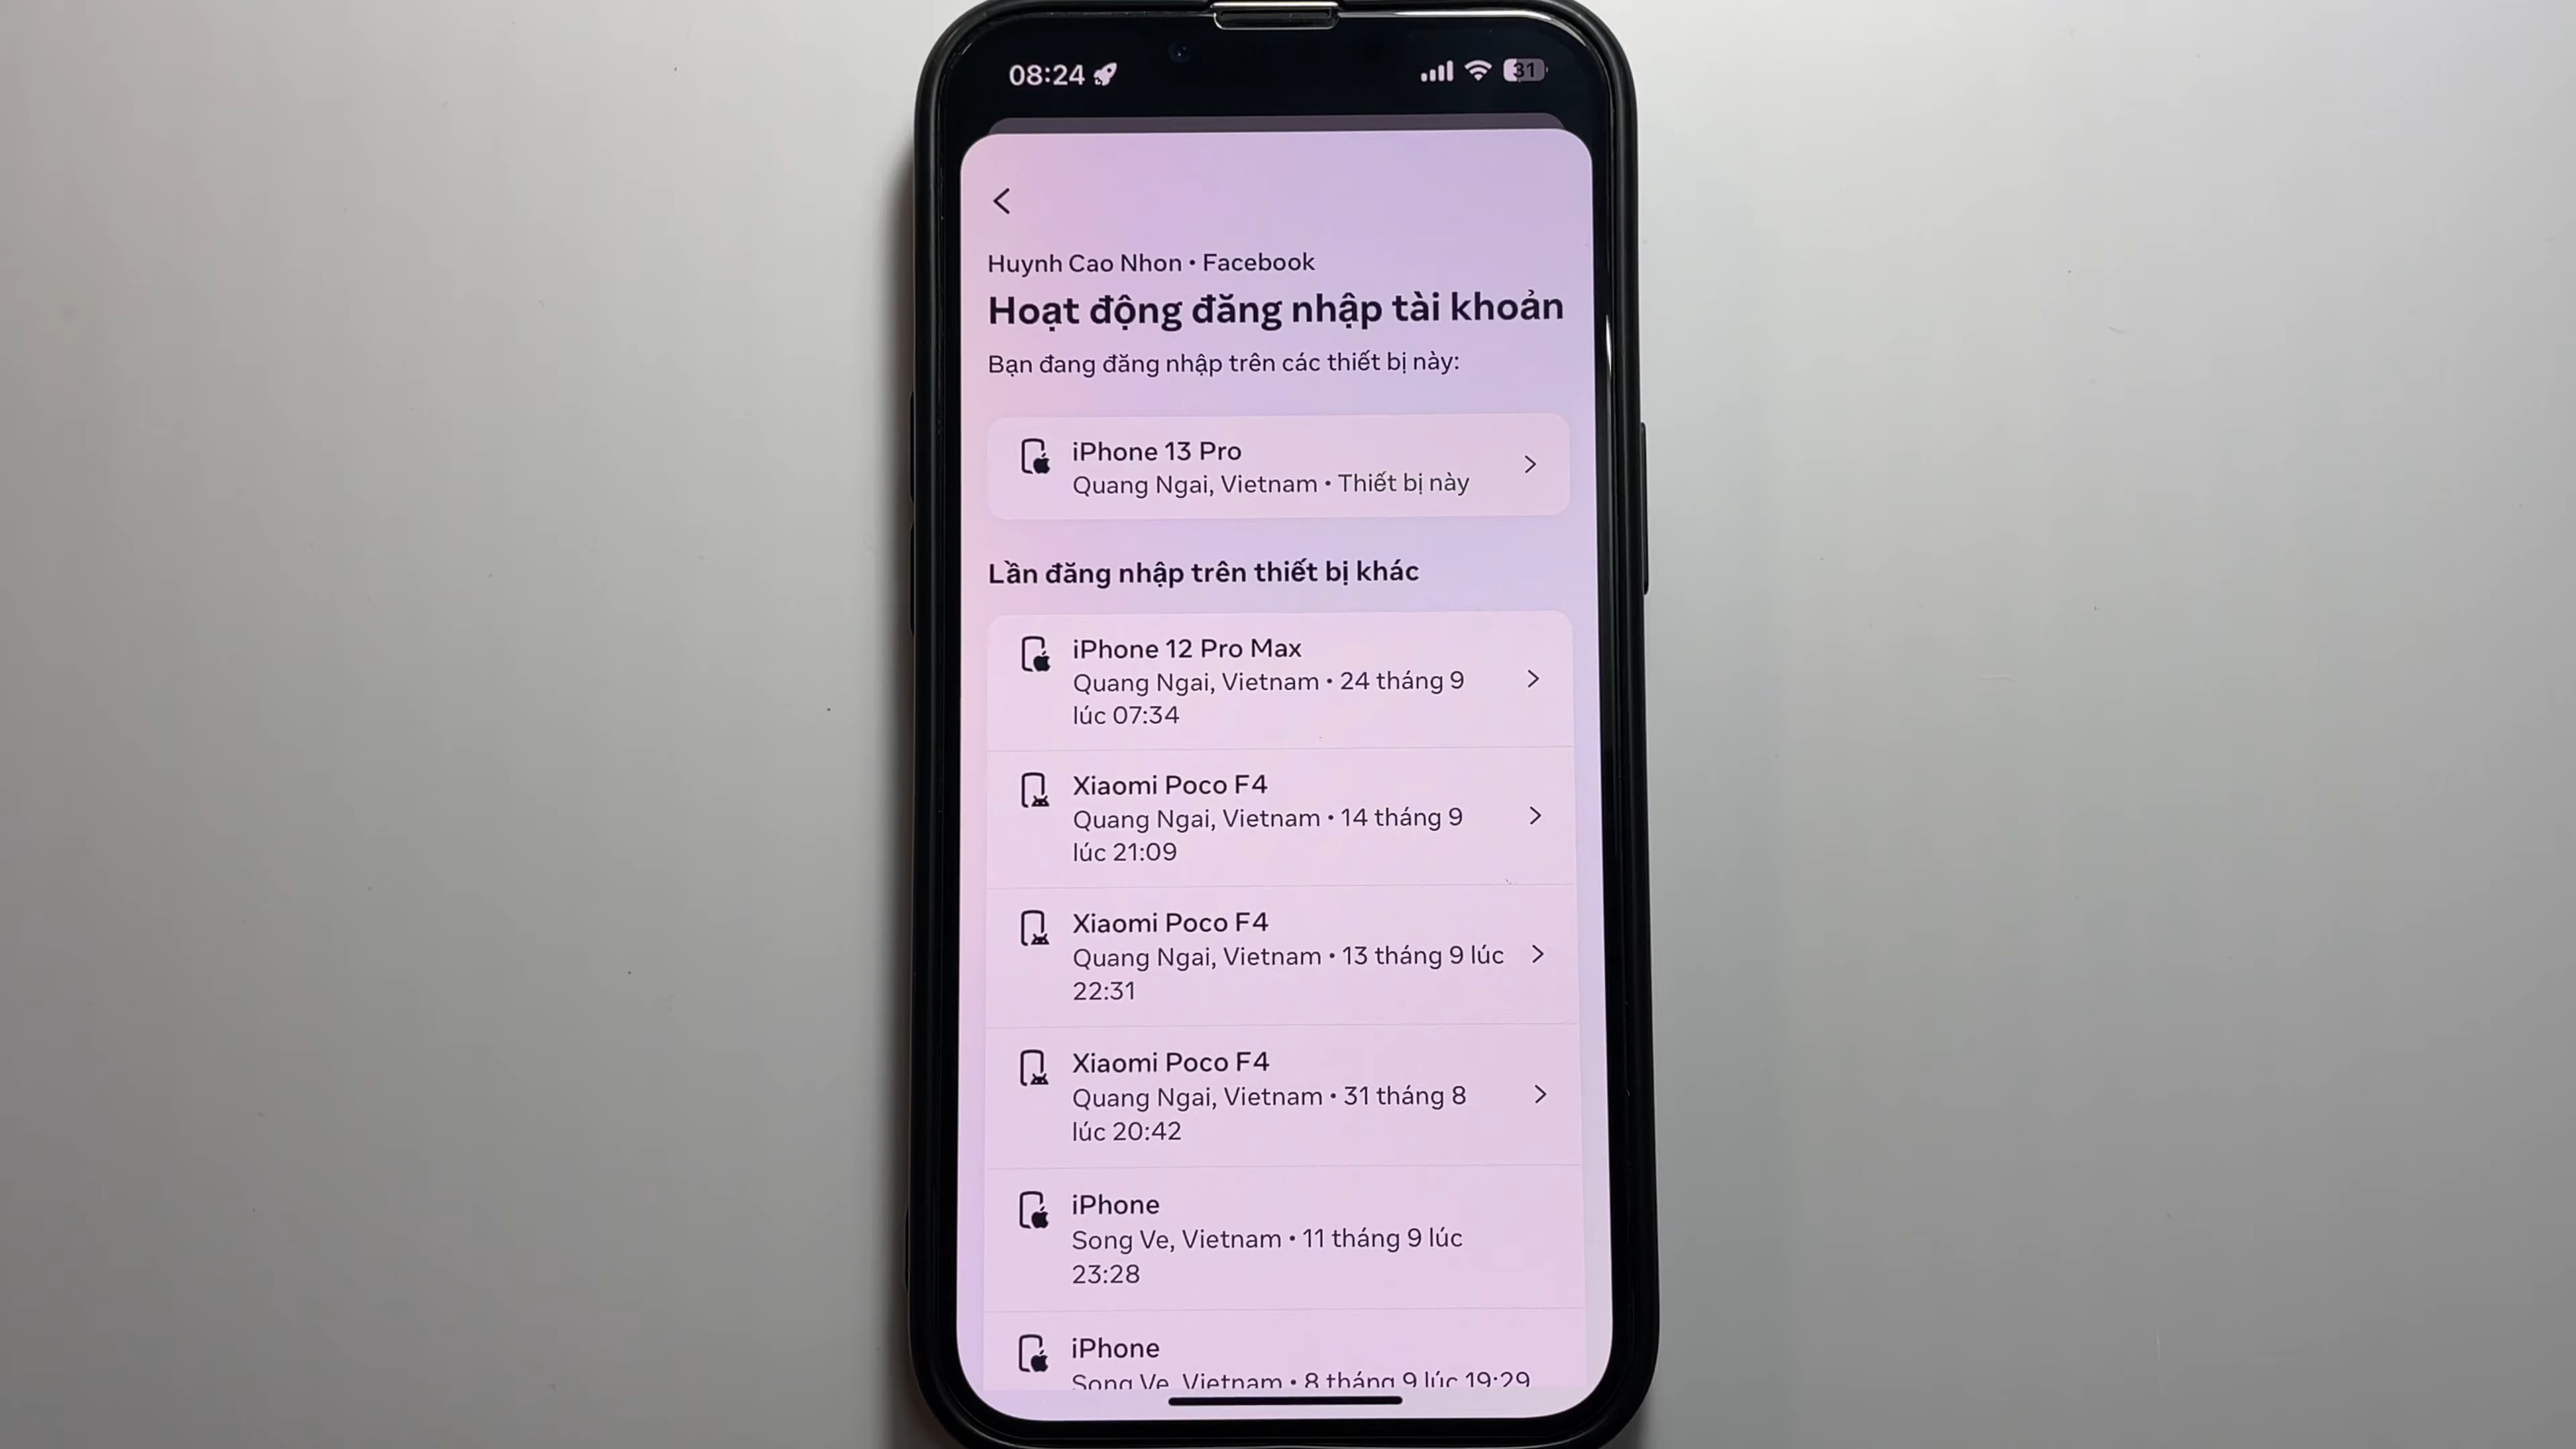 08:24
31
Huynh Cao Nhon • Facebook
Hoạt động đăng nhập tài khoản
Bạn đang đăng nhập trên các thiết bị này:
iPhone 13 Pro
Quang Ngai, Vietnam • Thiết bị này
Lần đăng nhập trên thiết bị khác
iPhone 12 Pro Max
Quang Ngai, Vietnam • 24 tháng 9
lúc 07:34
Xiaomi Poco F4
Quang Ngai, Vietnam • 14 tháng 9
lúc 21:09
Xiaomi Poco F4
Quang Ngai, Vietnam • 13 tháng 9 lúc
22:31
Xiaomi Poco F4
Quang Ngai, Vietnam • 31 tháng 8
lúc 20:42
iPhone
Song Ve, Vietnam • 11 tháng 9 lúc
23:28
iPhone
Song Ve, Vietnam • 8 tháng 9 lúc 19:29